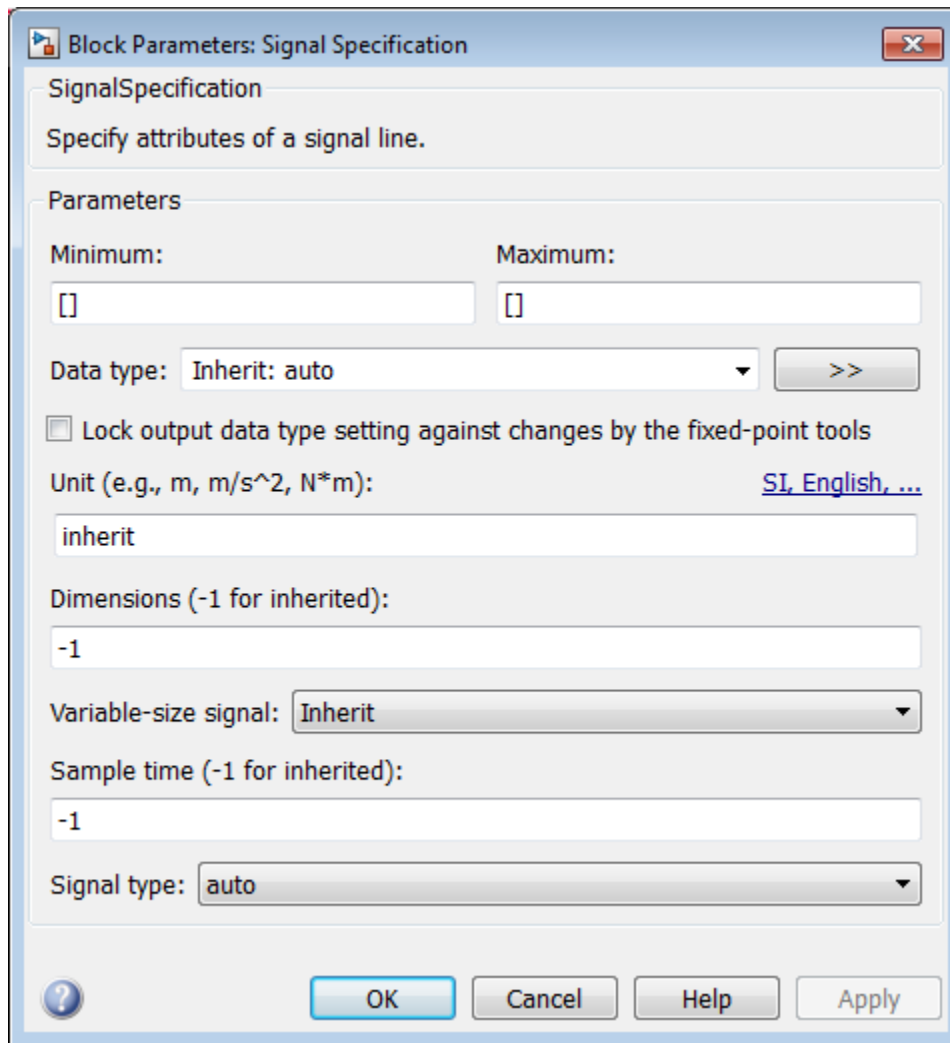 Block Parameters: Signal Specification
SignalSpecification
Specify attributes of a signal line.
Parameters
Minimum: Maximum:
[] []
Data type: Inherit: auto >>
Lock output data type setting against changes by the fixed-point tools
Unit (e.g., m, m/s^2, N*m): SI, English, ...
inherit
Dimensions (-1 for inherited):
-1
Variable-size signal: Inherit
Sample time (-1 for inherited):
-1
Signal type: auto
? OK Cancel Help Apply